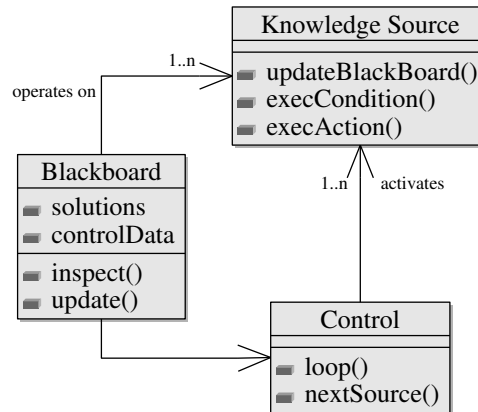 Knowledge Source
updateBlackBoard()
execCondition()
execAction()
1..n
operates on
Blackboard
solutions
controlData
inspect()
update()
1..n
activates
Control
loop()
nextSource()